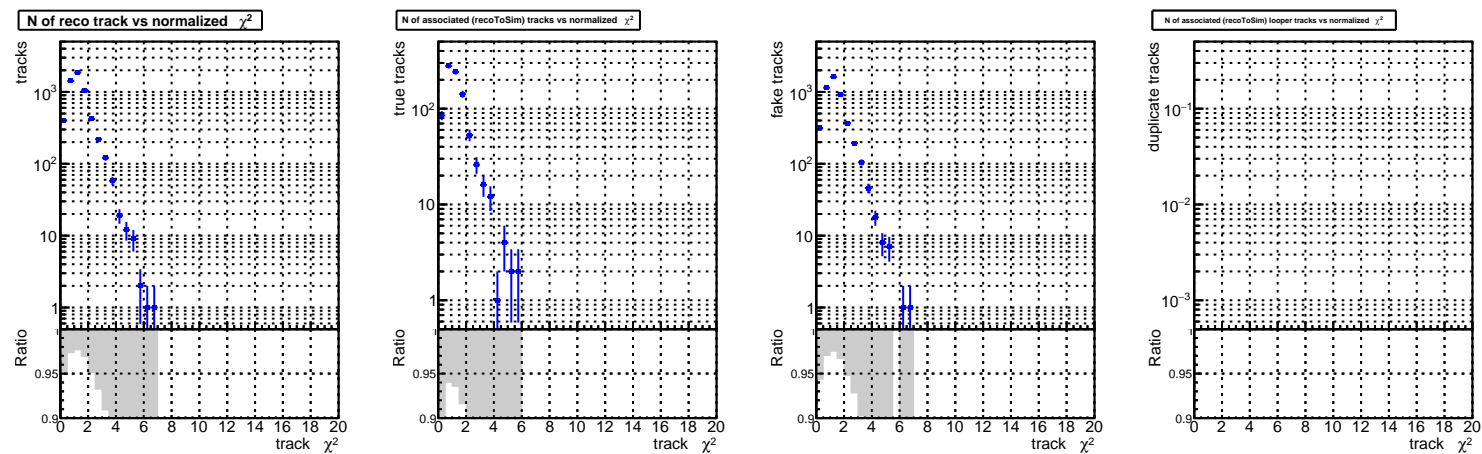 N of reco track vs normalized χ²
tracks
10³
10²
10
1
Ratio
1
0.95
0.9
0 2 4 6 8 10 12 14 16 18 20
track χ²
N of associated (recoToSim) tracks vs normalized χ²
true tracks
10²
10
1
Ratio
1
0.95
0.9
0 2 4 6 8 10 12 14 16 18 20
track χ²
fake tracks
10³
10²
10
1
Ratio
1
0.95
0.9
0 2 4 6 8 10 12 14 16 18 20
track χ²
N of associated (recoToSim) looper tracks vs normalized χ²
duplicate tracks
10⁻¹
10⁻²
10⁻³
Ratio
1
0.95
0.9
0 2 4 6 8 10 12 14 16 18 20
track χ²